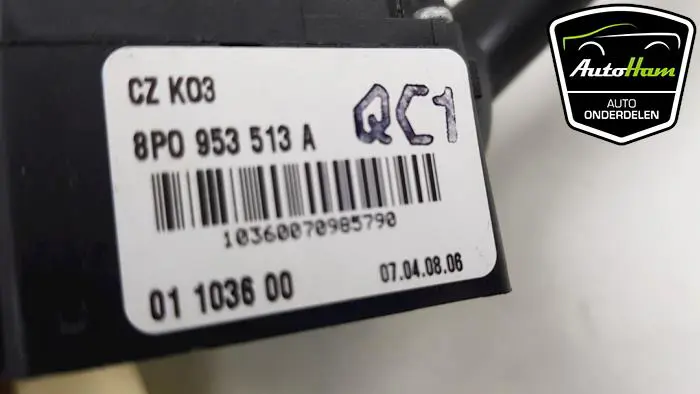 CZ K03
8P0 953 513 A
QC1
10360070985790
01 1036 00
07.04.08.06
AutoHam
AUTO
ONDERDELEN